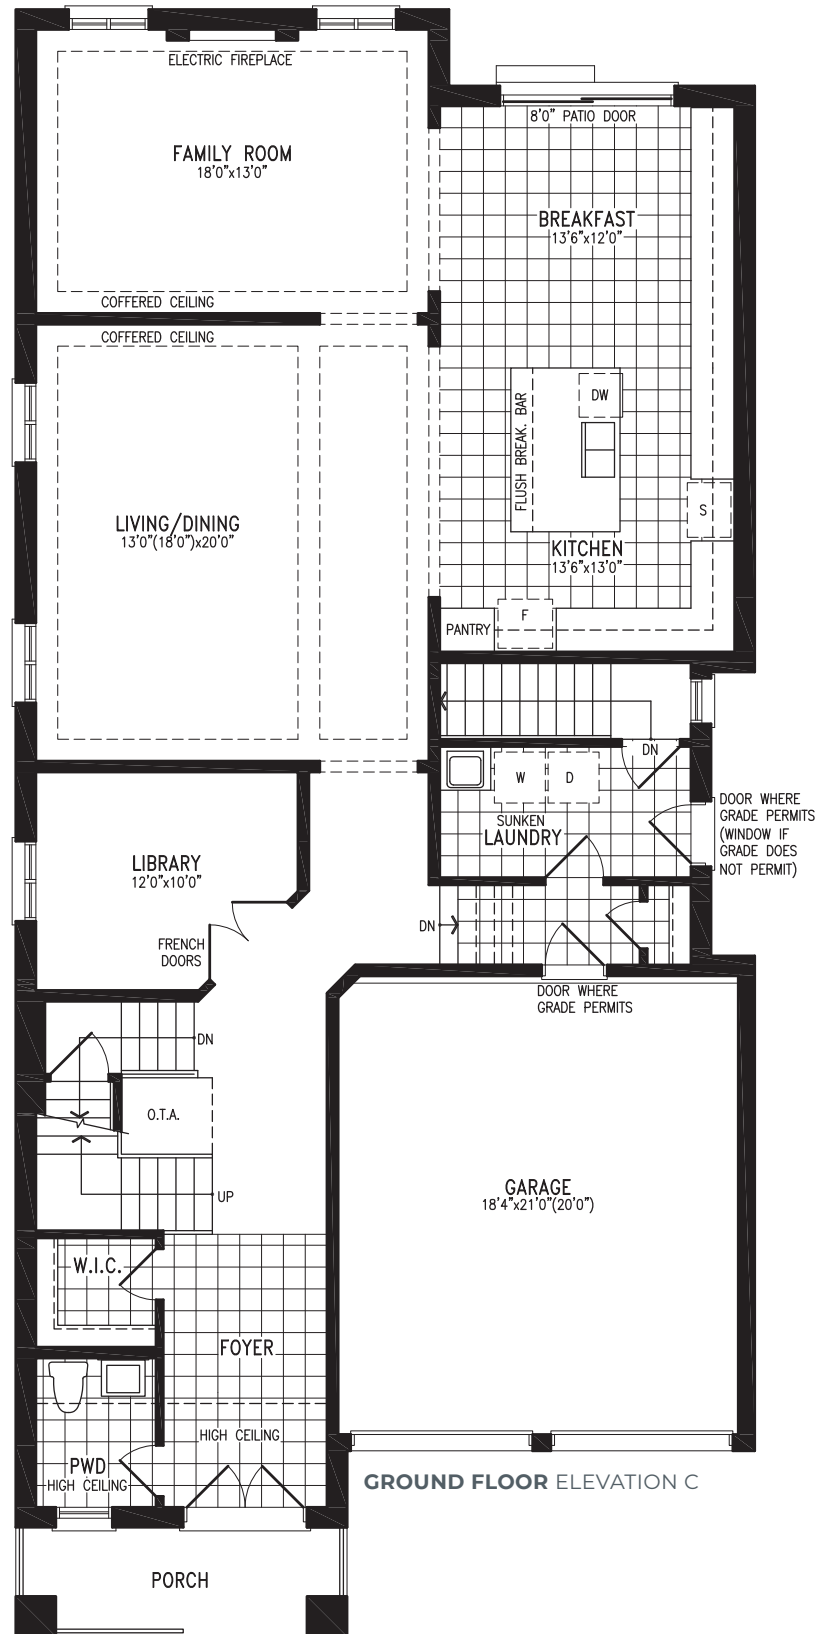 ELECTRIC FIREPLACE
FAMILY ROOM
18'0"x13'0"
COFFERED CEILING
8'0" PATIO DOOR
BREAKFAST
13'6"x12'0"
COFFERED CEILING
LIVING/DINING
13'0"(18'0")x20'0"
FLUSH BREAK. BAR
DW
S
KITCHEN
13'6"x13'0"
F
PANTRY
DN
W
D
SUNKEN
LAUNDRY
DOOR WHERE
GRADE PERMITS
(WINDOW IF
GRADE DOES
NOT PERMIT)
LIBRARY
12'0"x10'0"
FRENCH
DOORS
DN
DOOR WHERE
GRADE PERMITS
DN
O.T.A.
UP
GARAGE
18'4"x21'0"(20'0")
W.I.C.
FOYER
HIGH CEILING
PWD
HIGH CEILING
GROUND FLOOR ELEVATION C
PORCH